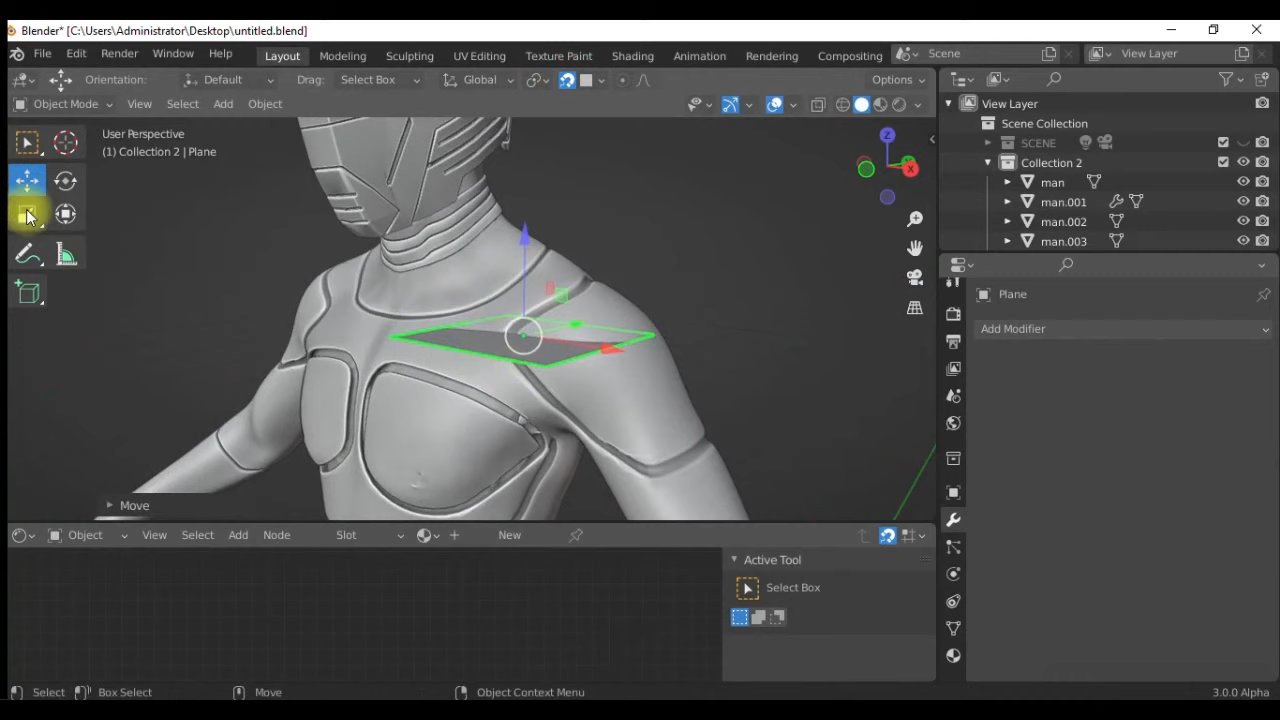 Blender* [C:\Users\Administrator\Desktop\untitled.blend]
File Edit Render Window Help Layout Modeling Sculpting UV Editing Texture Paint Shading Animation Rendering Compositing Scene View Layer
Orientation: Default Drag: Select Box Global Options
Object Mode View Select Add Object
User Perspective
(1) Collection 2 | Plane
Z
X
View Layer
Scene Collection
SCENE
Collection 2
man
man.001
man.002
man.003
Plane
Add Modifier
Move
Object View Select Add Node Slot New
Active Tool
Select Box
Select Box Select Move Object Context Menu 3.0.0 Alpha